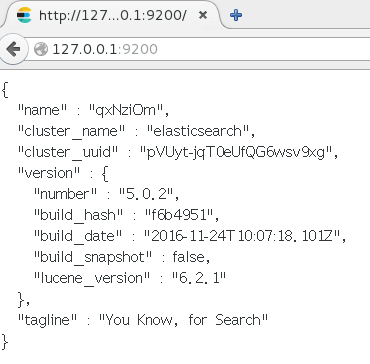 http://127...0.1:9200/
127.0.0.1:9200
{
"name" : "qxNziOm",
"cluster_name" : "elasticsearch",
"cluster_uuid" : "pVUyt-jqT0eUfQG6wsv9xg",
"version" : {
"number" : "5.0.2",
"build_hash" : "f6b4951",
"build_date" : "2016-11-24T10:07:18.101Z",
"build_snapshot" : false,
"lucene_version" : "6.2.1"
},
"tagline" : "You Know, for Search"
}